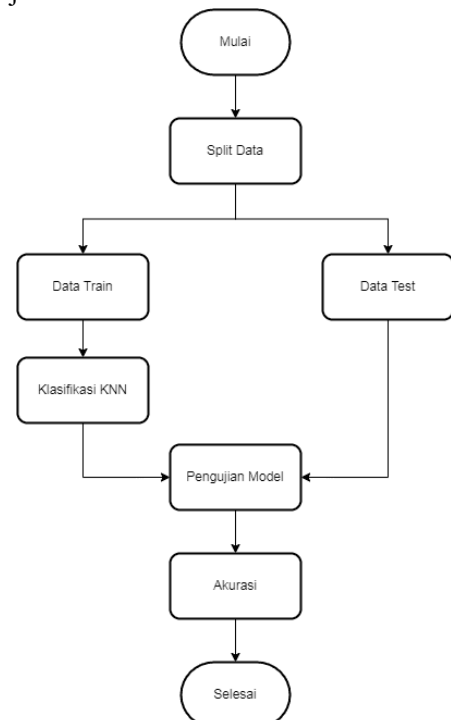 Mulai
Split Data
Data Train
Data Test
Klasifikasi KNN
Pengujian Model
Akurasi
Selesai